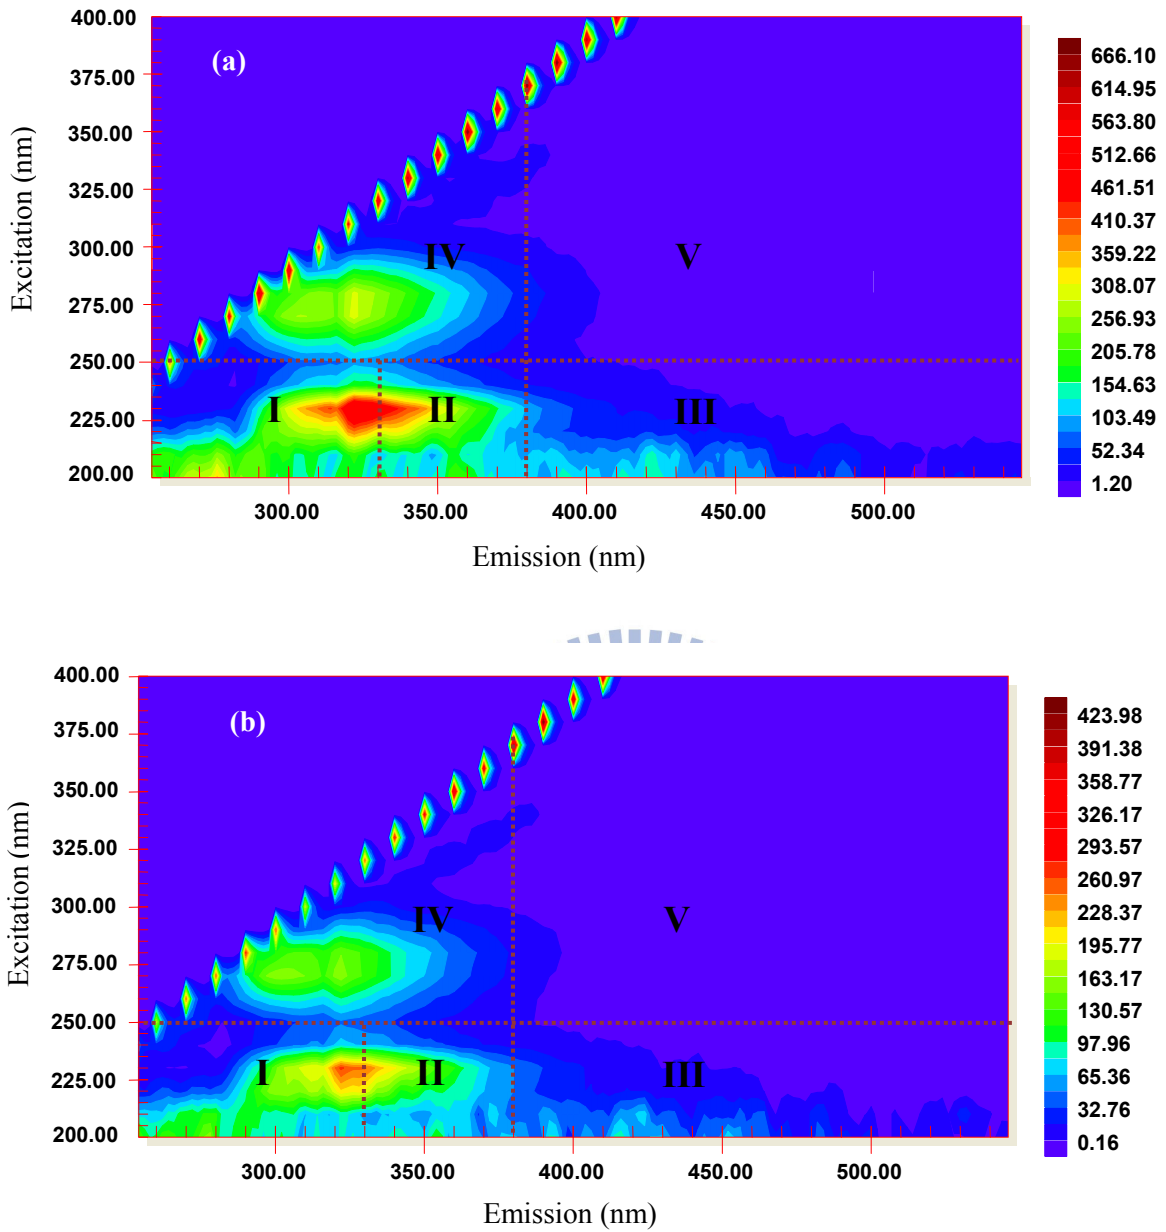 400.00
375.00
350.00
325.00
300.00
275.00
250.00
225.00
200.00
Excitation (nm)
(a)
IV
V
I
II
III
300.00 350.00 400.00 450.00 500.00
Emission (nm)
666.10
614.95
563.80
512.66
461.51
410.37
359.22
308.07
256.93
205.78
154.63
103.49
52.34
1.20
400.00
375.00
350.00
325.00
300.00
275.00
250.00
225.00
200.00
Excitation (nm)
(b)
IV
V
I
II
III
300.00 350.00 400.00 450.00 500.00
Emission (nm)
423.98
391.38
358.77
326.17
293.57
260.97
228.37
195.77
163.17
130.57
97.96
65.36
32.76
0.16